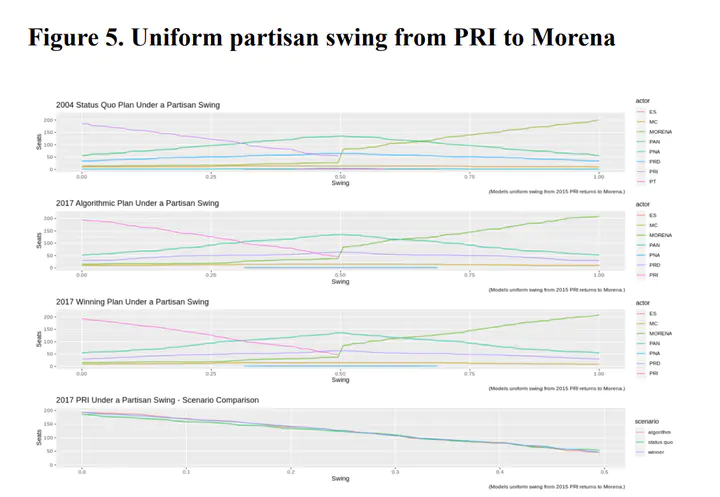 Figure 5. Uniform partisan swing from PRI to Morena
2004 Status Quo Plan Under a Partisan Swing
Seats
200
150
100
50
0
0.00 0.25 0.50 0.75 1.00
Swing
(Models uniform swing from 2015 PRI returns to Morena.)
actor
ES
MC
MORENA
PAN
PNA
PRD
PRI
PT
2017 Algorithmic Plan Under a Partisan Swing
Seats
200
150
100
50
0
0.00 0.25 0.50 0.75 1.00
Swing
(Models uniform swing from 2015 PRI returns to Morena.)
actor
ES
MC
MORENA
PAN
PNA
PRD
PRI
2017 Winning Plan Under a Partisan Swing
Seats
200
150
100
50
0
0.00 0.25 0.50 0.75 1.00
Swing
(Models uniform swing from 2015 PRI returns to Morena.)
actor
ES
MC
MORENA
PAN
PNA
PRD
PRI
2017 PRI Under a Partisan Swing - Scenario Comparison
Seats
200
150
100
50
0
0.0 0.1 0.2 0.3 0.4 0.5
Swing
(Models uniform swing from 2015 PRI returns to Morena.)
scenario
algorithm
status quo
winner